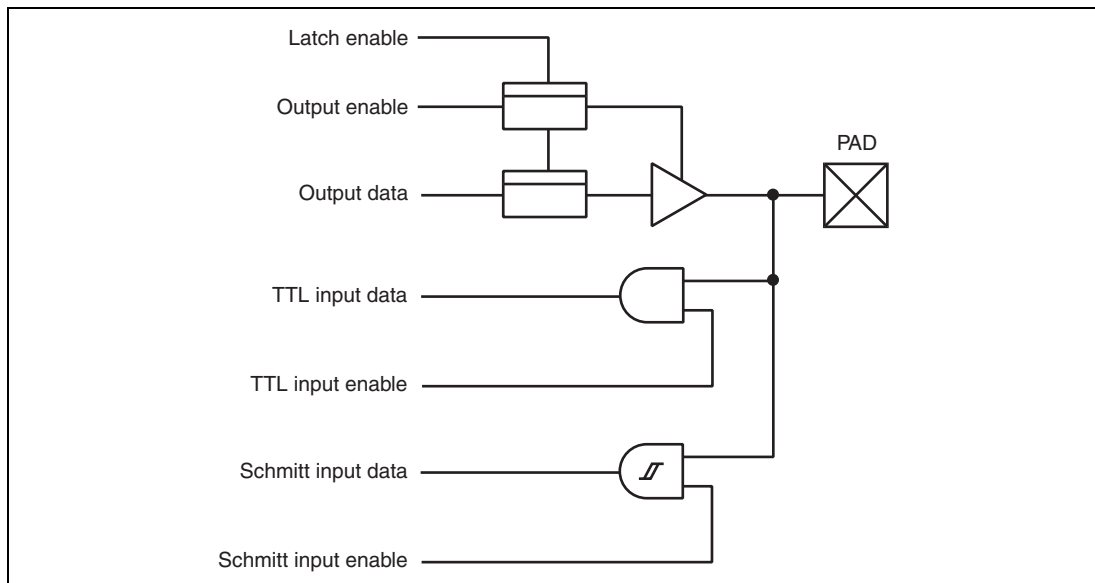 Latch enable
Output enable
PAD
Output data
TTL input data
TTL input enable
Schmitt input data
Schmitt input enable